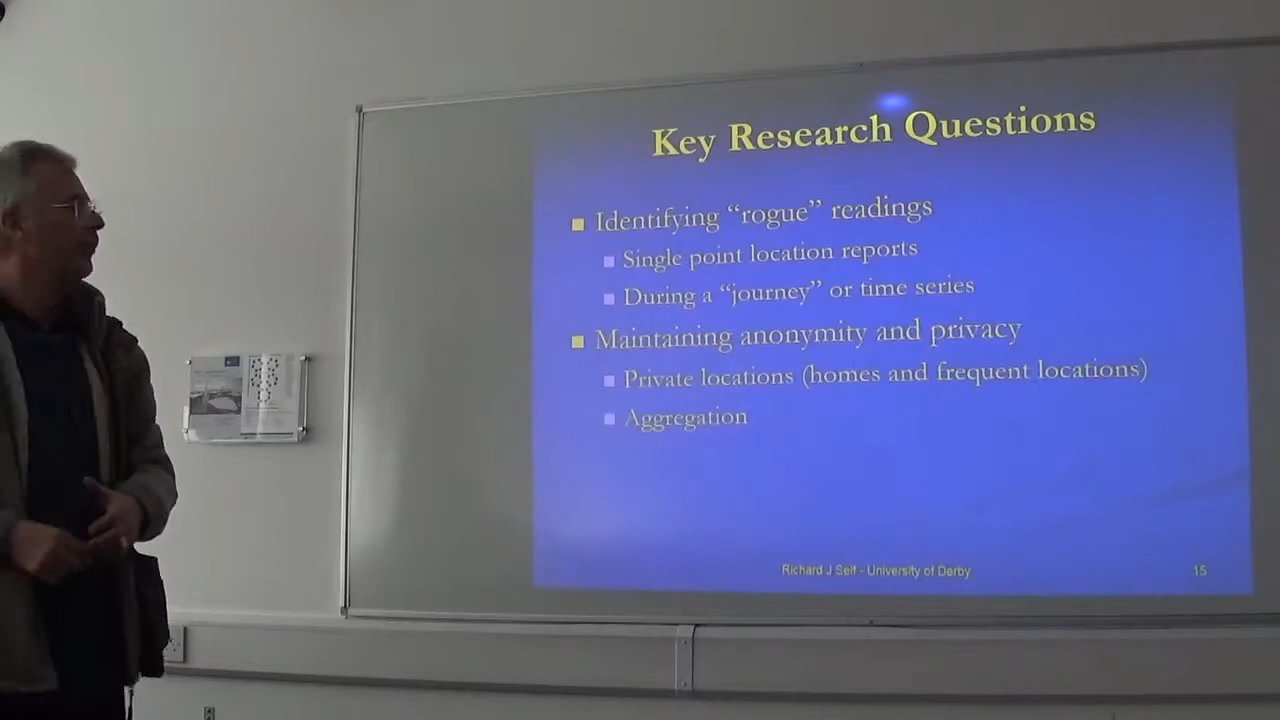 Key Research Questions
Identifying “rogue” readings
Single point location reports
During a “journey” or time series
Maintaining anonymity and privacy
Private locations (homes and frequent locations)
Aggregation
Richard J Self - University of Derby
15